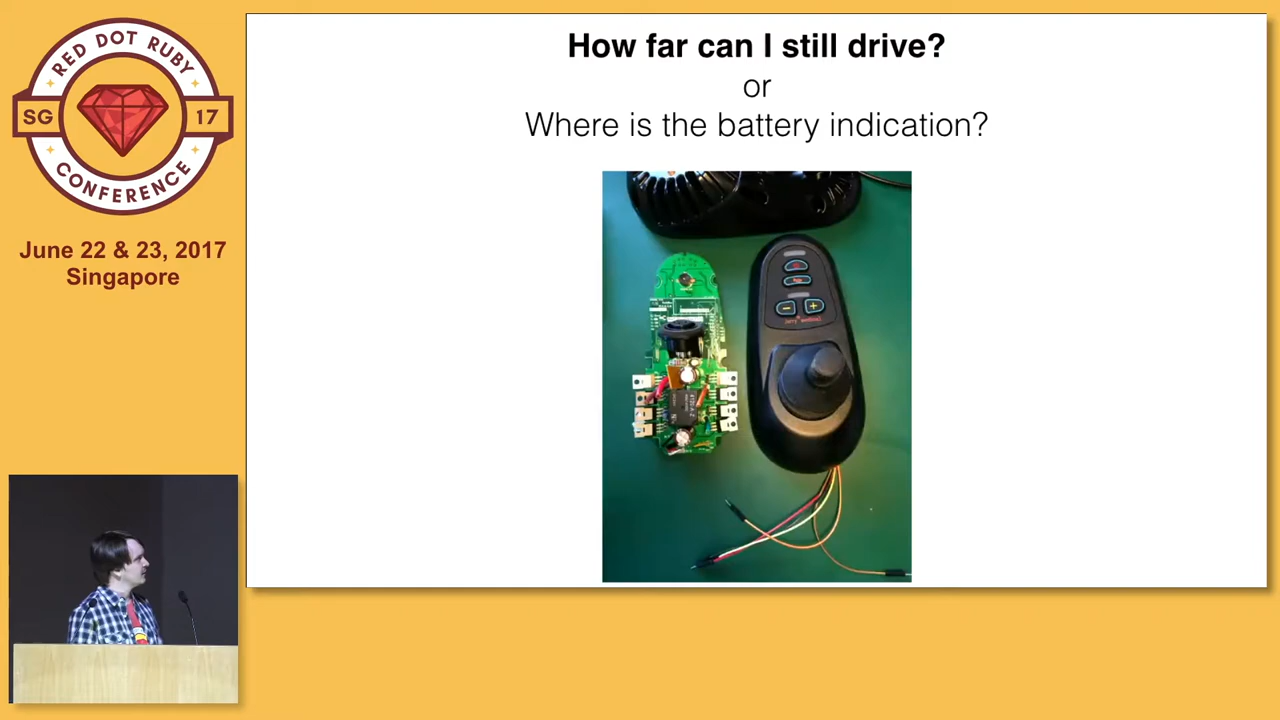 RED DOT RUBY
SG
17
CONFERENCE
June 22 & 23, 2017
Singapore
How far can I still drive?
or
Where is the battery indication?
− +